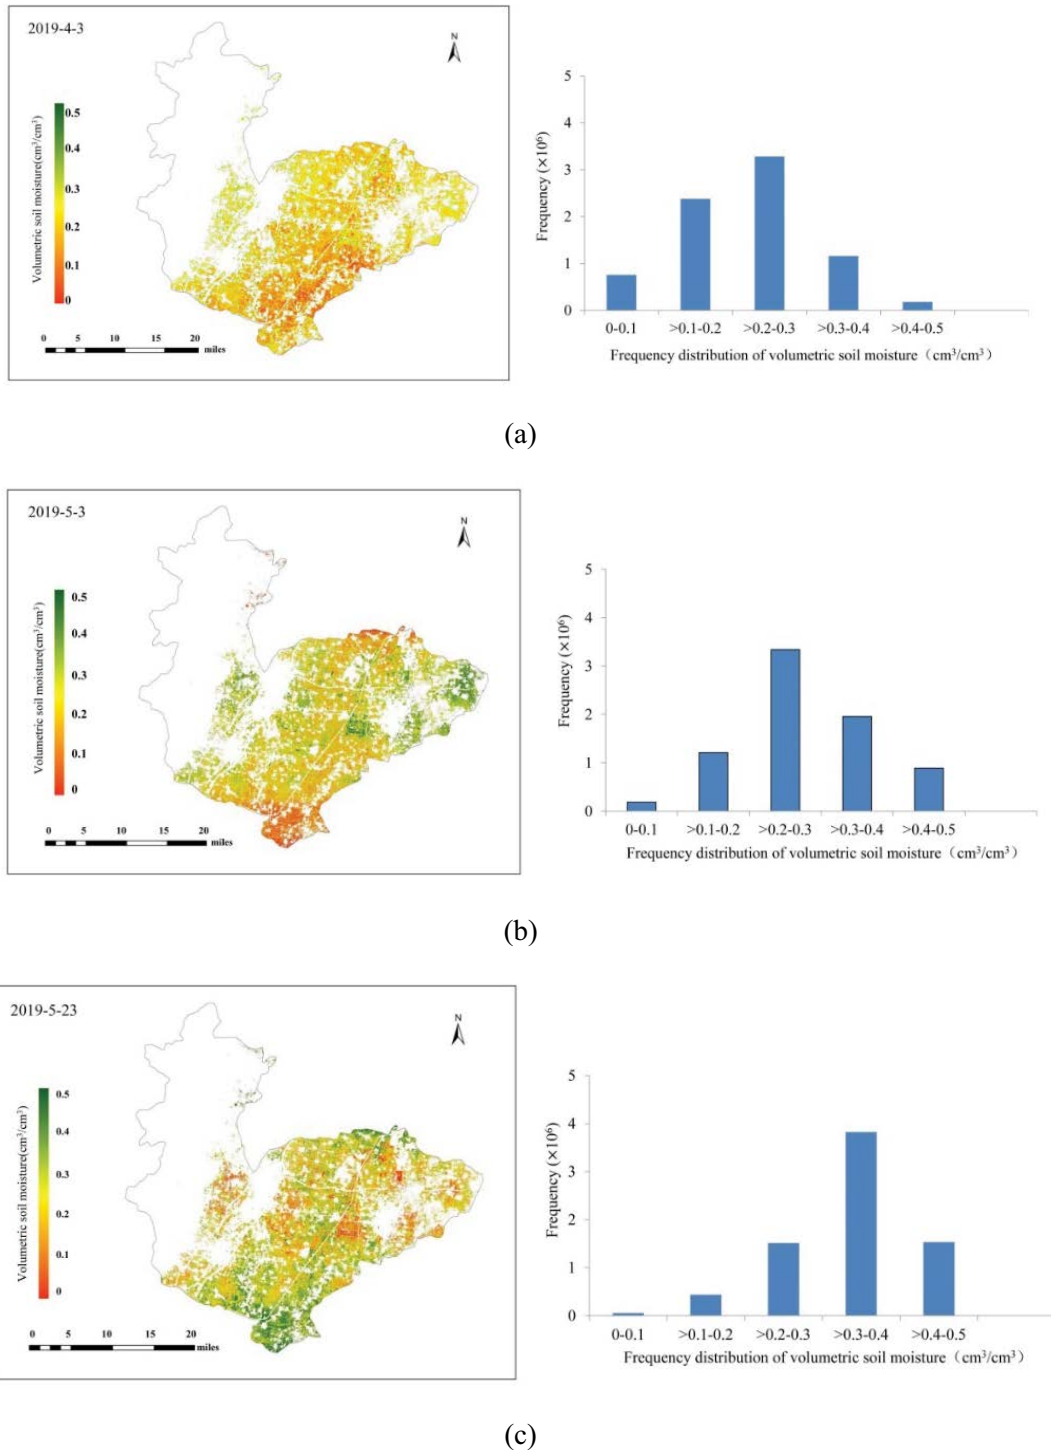 2019-4-3
N
Volumetric soil moisture(cm³/cm³)
0.5
0.4
0.3
0.2
0.1
0
0 5 10 15 20
miles
Frequency (×10⁶)
5
4
3
2
1
0
0-0.1 >0.1-0.2 >0.2-0.3 >0.3-0.4 >0.4-0.5
Frequency distribution of volumetric soil moisture（cm³/cm³）
(a)
2019-5-3
N
Volumetric soil moisture(cm³/cm³)
0.5
0.4
0.3
0.2
0.1
0
0 5 10 15 20
miles
Frequency (×10⁶)
5
4
3
2
1
0
0-0.1 >0.1-0.2 >0.2-0.3 >0.3-0.4 >0.4-0.5
Frequency distribution of volumetric soil moisture（cm³/cm³）
(b)
2019-5-23
N
Volumetric soil moisture(cm³/cm³)
0.5
0.4
0.3
0.2
0.1
0
0 5 10 15 20
miles
Frequency (×10⁶)
5
4
3
2
1
0
0-0.1 >0.1-0.2 >0.2-0.3 >0.3-0.4 >0.4-0.5
Frequency distribution of volumetric soil moisture（cm³/cm³）
(c)